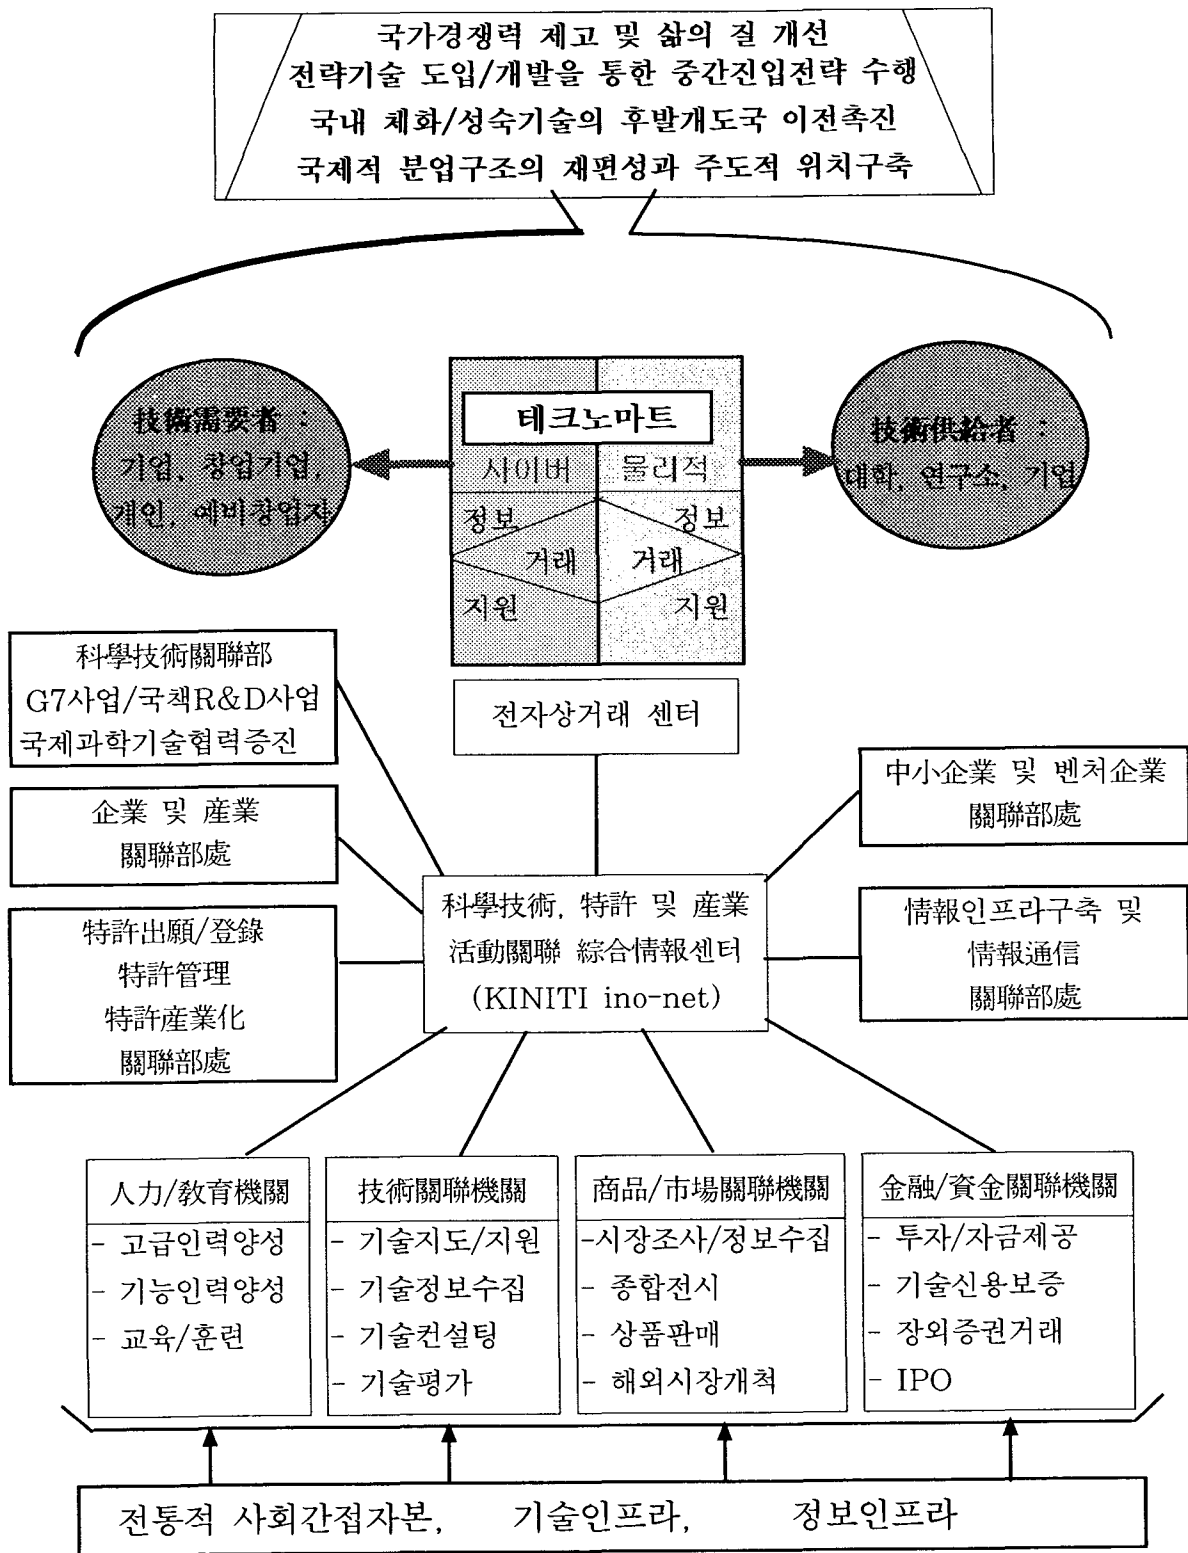 국가경쟁력 제고 및 삶의 질 개선
전략기술 도입/개발을 통한 중간진입전략 수행
국내 체화/성숙기술의 후발개도국 이전촉진
국제적 분업구조의 재편성과 주도적 위치구축
技術需要者 :
기업, 창업기업,
개인, 예비창업자
테크노마트
사이버 물리적
정보 정보
거래 거래
지원 지원
技術供給者 :
대학, 연구소, 기업
科學技術關聯部
G7사업/국책R&D사업
국제과학기술협력증진
전자상거래 센터
企業 및 産業
關聯部處
中小企業 및 벤처企業
關聯部處
特許出願/登錄
特許管理
特許産業化
關聯部處
科學技術, 特許 및 産業
活動關聯 綜合情報센터
(KINITI ino-net)
情報인프라구축 및
情報通信
關聯部處
人力/敎育機關
- 고급인력양성
- 기능인력양성
- 교육/훈련
技術關聯機關
- 기술지도/지원
- 기술정보수집
- 기술컨설팅
- 기술평가
商品/市場關聯機關
-시장조사/정보수집
- 종합전시
- 상품판매
- 해외시장개척
金融/資金關聯機關
- 투자/자금제공
- 기술신용보증
- 장외증권거래
- IPO
전통적 사회간접자본, 기술인프라, 정보인프라